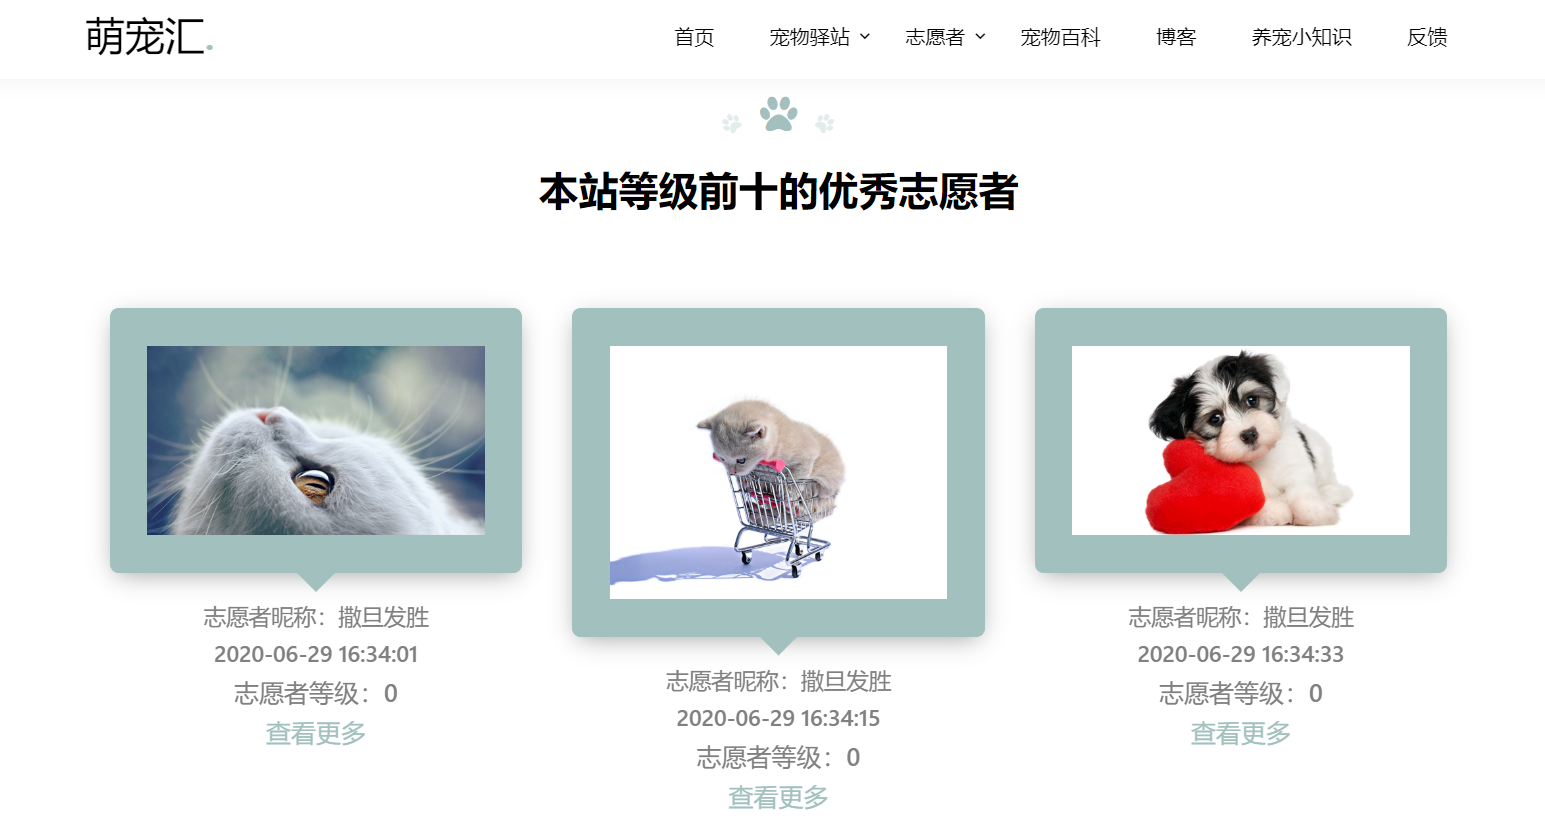 萌宠汇.
首页 宠物驿站 志愿者 宠物百科 博客 养宠小知识 反馈
本站等级前十的优秀志愿者
志愿者昵称：撒旦发胜
2020-06-29 16:34:01
志愿者等级：0
查看更多
志愿者昵称：撒旦发胜
2020-06-29 16:34:15
志愿者等级：0
查看更多
志愿者昵称：撒旦发胜
2020-06-29 16:34:33
志愿者等级：0
查看更多